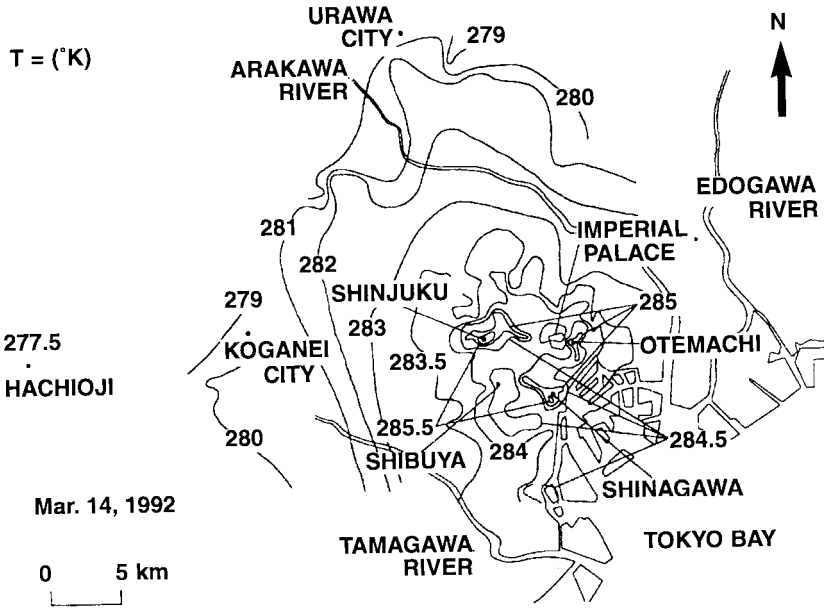 URAWA
CITY
279
N
T = (°K)
ARAKAWA
RIVER
280
EDOGAWA
RIVER
281
IMPERIAL
PALACE
282
SHINJUKU
279
285
283
277.5
KOGANEI
CITY
OTEMACHI
283.5
HACHIOJI
285.5
280
284
284.5
SHIBUYA
SHINAGAWA
Mar. 14, 1992
TAMAGAWA
RIVER
TOKYO BAY
0 5 km